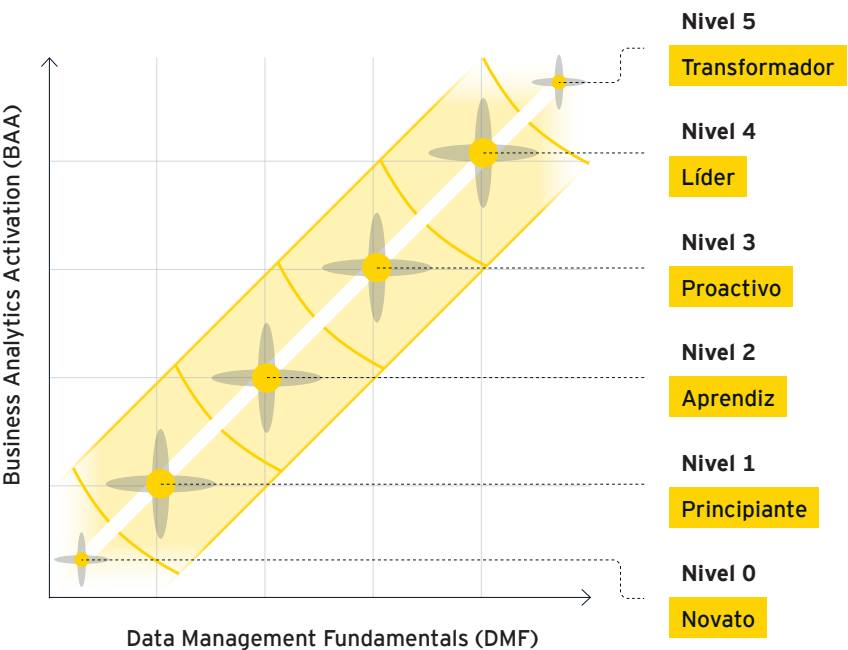 Business Analytics Activation (BAA)
Nivel 5
Transformador
Nivel 4
Líder
Nivel 3
Proactivo
Nivel 2
Aprendiz
Nivel 1
Principiante
Nivel 0
Novato
Data Management Fundamentals (DMF)